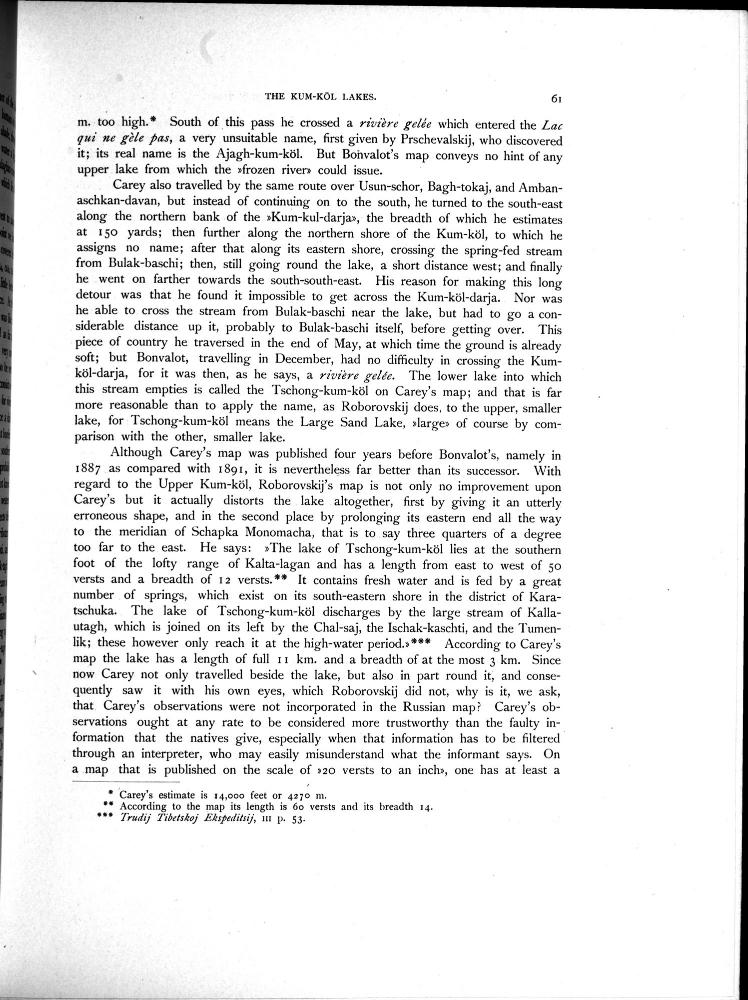 THE KUM-KÖL LAKES. 61
m. too high.* South of this pass he crossed a rivière gelée which entered the Lac
qui ne gèle pas, a very unsuitable name, first given by Prschevalskij, who discovered
it; its real name is the Ajagh-kum-köl. But Bonvalot's map conveys no hint of any
upper lake from which the »frozen river» could issue.
Carey also travelled by the same route over Usun-schor, Bagh-tokaj, and Amban-
aschkan-davan, but instead of continuing on to the south, he turned to the south-east
along the northern bank of the »Kum-kul-darja», the breadth of which he estimates
at 150 yards; then further along the northern shore of the Kum-köl, to which he
assigns no name; after that along its eastern shore, crossing the spring-fed stream
from Bulak-baschi; then, still going round the lake, a short distance west; and finally
he went on farther towards the south-south-east. His reason for making this long
detour was that he found it impossible to get across the Kum-köl-darja. Nor was
he able to cross the stream from Bulak-baschi near the lake, but had to go a con-
siderable distance up it, probably to Bulak-baschi itself, before getting over. This
piece of country he traversed in the end of May, at which time the ground is already
soft; but Bonvalot, travelling in December, had no difficulty in crossing the Kum-
köl-darja, for it was then, as he says, a rivière gelée. The lower lake into which
this stream empties is called the Tschong-kum-köl on Carey's map; and that is far
more reasonable than to apply the name, as Roborovskij does, to the upper, smaller
lake, for Tschong-kum-köl means the Large Sand Lake, »large» of course by com-
parison with the other, smaller lake.
Although Carey's map was published four years before Bonvalot's, namely in
1887 as compared with 1891, it is nevertheless far better than its successor. With
regard to the Upper Kum-köl, Roborovskij's map is not only no improvement upon
Carey's but it actually distorts the lake altogether, first by giving it an utterly
erroneous shape, and in the second place by prolonging its eastern end all the way
to the meridian of Schapka Monomacha, that is to say three quarters of a degree
too far to the east. He says: »The lake of Tschong-kum-köl lies at the southern
foot of the lofty range of Kalta-lagan and has a length from east to west of 50
versts and a breadth of 12 versts.** It contains fresh water and is fed by a great
number of springs, which exist on its south-eastern shore in the district of Kara-
tschuka. The lake of Tschong-kum-köl discharges by the large stream of Kalla-
utagh, which is joined on its left by the Chal-saj, the Ischak-kaschti, and the Tumen-
lik; these however only reach it at the high-water period.»*** According to Carey's
map the lake has a length of full 11 km. and a breadth of at the most 3 km. Since
now Carey not only travelled beside the lake, but also in part round it, and conse-
quently saw it with his own eyes, which Roborovskij did not, why is it, we ask,
that Carey's observations were not incorporated in the Russian map? Carey's ob-
servations ought at any rate to be considered more trustworthy than the faulty in-
formation that the natives give, especially when that information has to be filtered
through an interpreter, who may easily misunderstand what the informant says. On
a map that is published on the scale of »20 versts to an inch», one has at least a
* Carey's estimate is 14,000 feet or 4270 m.
** According to the map its length is 60 versts and its breadth 14.
*** Trudij Tibetskoj Ekspeditsij, III p. 53.